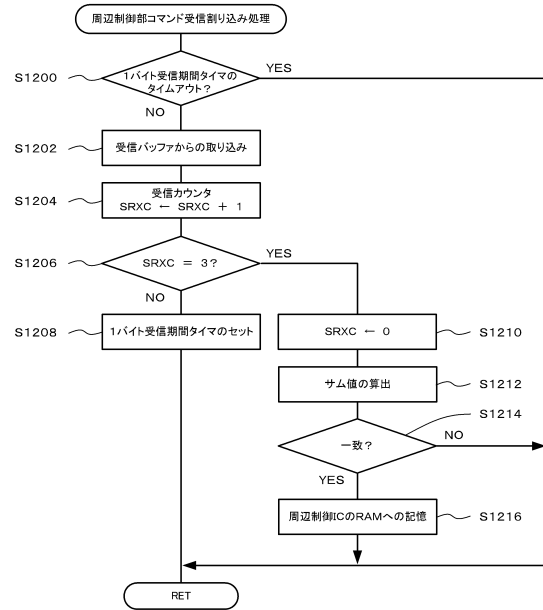 周辺制御部コマンド受信割り込み処理
S1200
1バイト受信期間タイマの
タイムアウト?
YES
NO
S1202
受信バッファからの取り込み
S1204
受信カウンタ
SRXC ← SRXC + 1
S1206
SRXC = 3?
YES
NO
S1208
1バイト受信期間タイマのセット
SRXC ← 0
S1210
サム値の算出
S1212
S1214
一致?
NO
YES
周辺制御ICのRAMへの記憶
S1216
RET